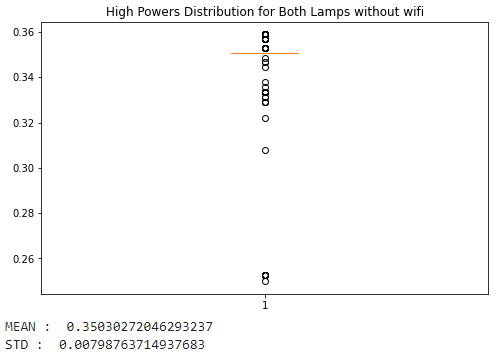 High Powers Distribution for Both Lamps without wifi
0.36
0.34
0.32
0.30
0.28
0.26
1
MEAN :  0.35030272046293237
STD :  0.00798763714937683